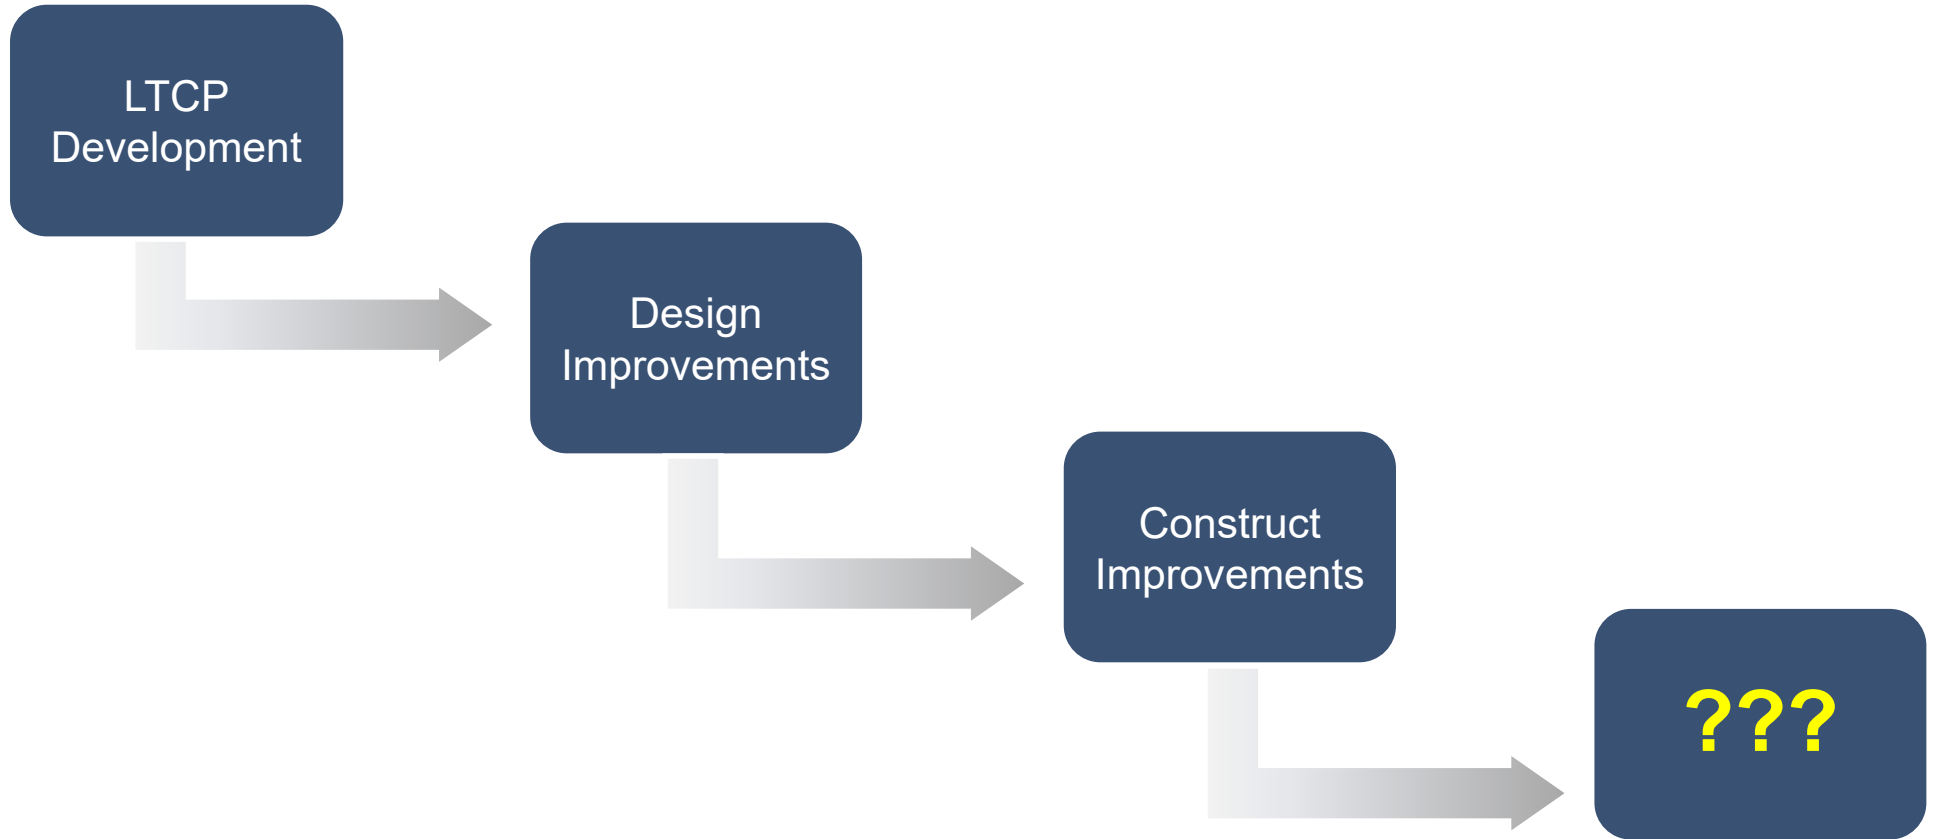 LTCP
Development
Design
Improvements
Construct
Improvements
???